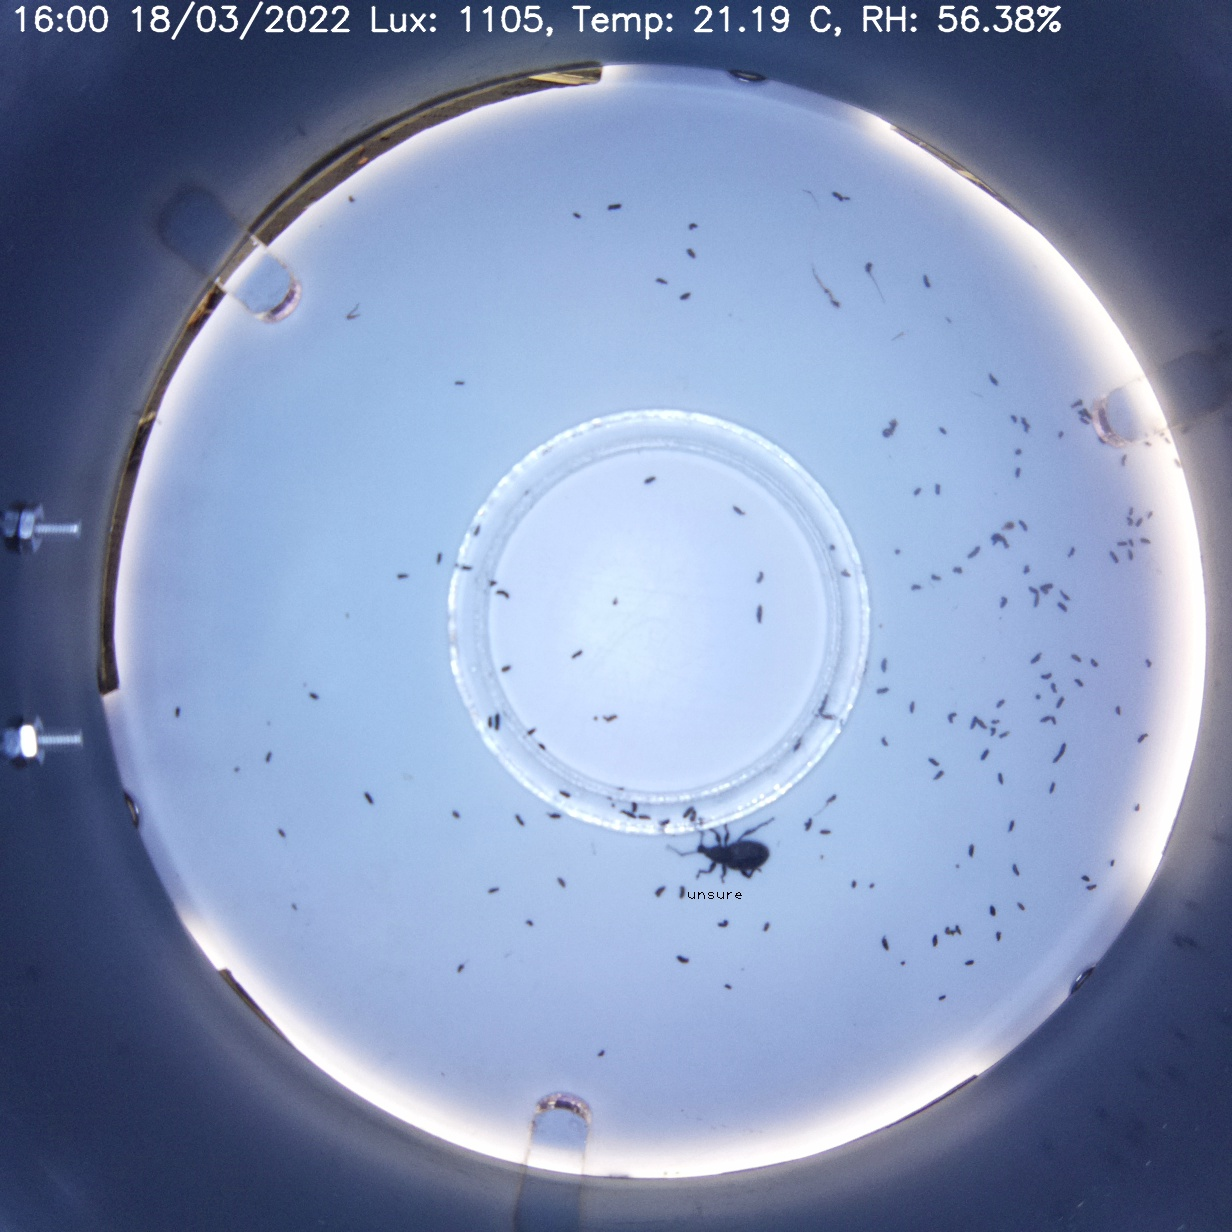 16:00 18/03/2022 Lux: 1105, Temp: 21.19 C, RH: 56.38%
unsure